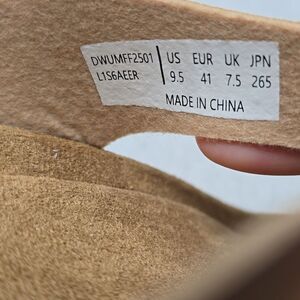 DWUMFF2501 US EUR UK JPN
L1S6AEER 9.5 41 7.5 265
MADE IN CHINA